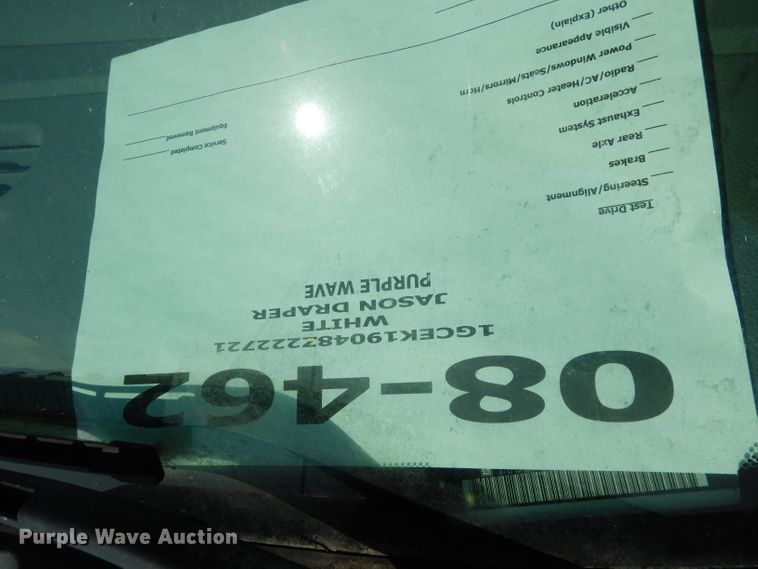 08-462
1GCEK19048Z222721
WHITE
JASON DRAPER
PURPLE WAVE
Test Drive
Steering/Alignment
Brakes
Rear Axle
Exhaust System
Acceleration
Radio/AC/Heater Controls
Power Windows/Seats/Mirrors/Horn
Visible Appearance
Other (Explain)
Service Completed
Equipment Removed
Purple Wave Auction